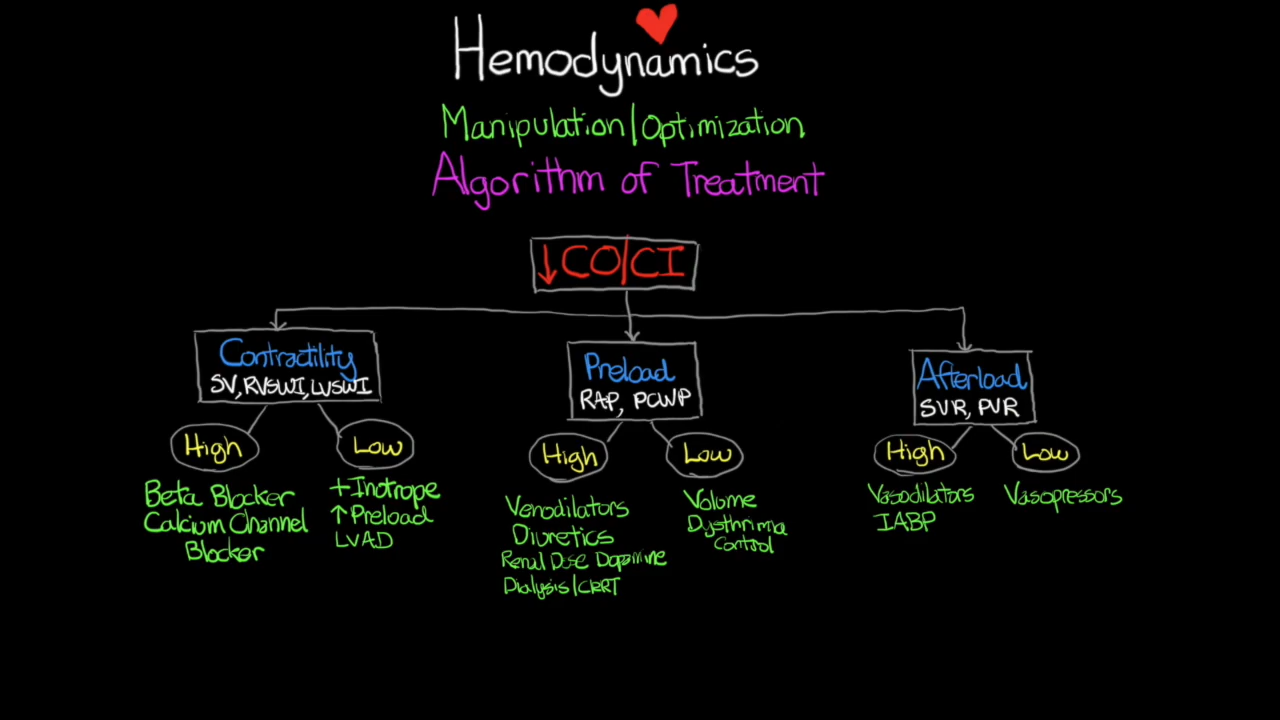 Hemodynamics
Manipulation/Optimization
Algorithm of Treatment
↓CO/CI
Contractility
SV, RVSWI, LVSWI
High
Low
Beta Blocker
Calcium Channel
Blocker
+Inotrope
↑Preload
LVAD
Preload
RAP, PCWP
High
Low
Venodilators
Diuretics
Renal Dose Dopamine
Dialysis/CRRT
Volume
Dysthrimia
Control
Afterload
SVR, PVR
High
Low
Vasodilators
IABP
Vasopressors